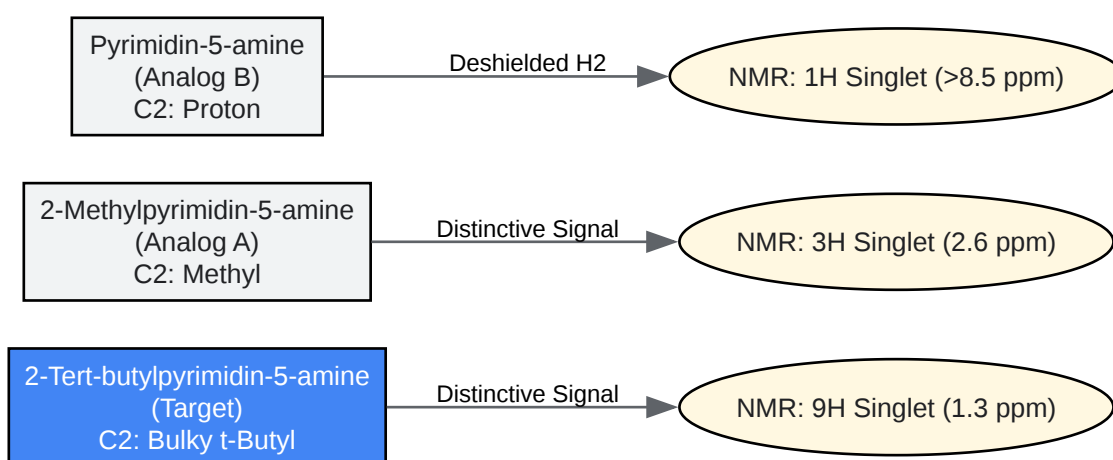 Pyrimidin-5-amine
(Analog B)
C2: Proton
Deshielded H2
NMR: 1H Singlet (>8.5 ppm)
2-Methylpyrimidin-5-amine
(Analog A)
C2: Methyl
Distinctive Signal
NMR: 3H Singlet (2.6 ppm)
2-Tert-butylpyrimidin-5-amine
(Target)
C2: Bulky t-Butyl
Distinctive Signal
NMR: 9H Singlet (1.3 ppm)